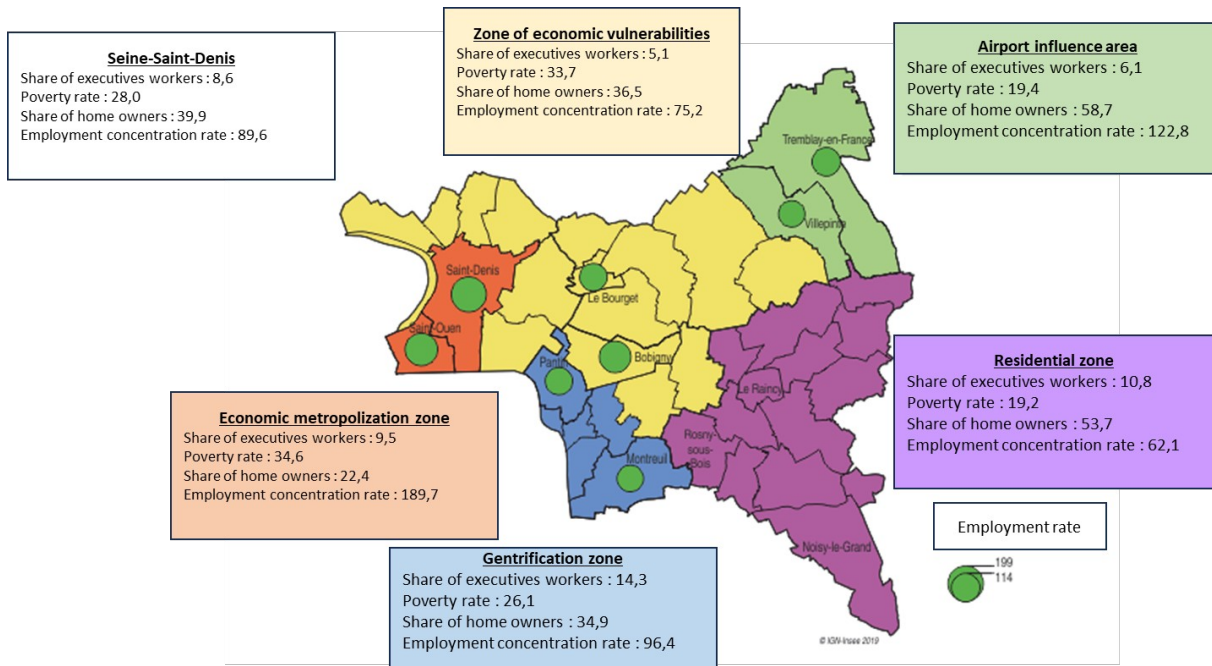 Seine-Saint-Denis
Share of executives workers : 8,6
Poverty rate : 28,0
Share of home owners : 39,9
Employment concentration rate : 89,6
Zone of economic vulnerabilities
Share of executives workers : 5,1
Poverty rate : 33,7
Share of home owners : 36,5
Employment concentration rate : 75,2
Airport influence area
Share of executives workers : 6,1
Poverty rate : 19,4
Share of home owners : 58,7
Employment concentration rate : 122,8
Tremblay-en-France
Villepinte
Saint-Denis
Le Bourget
Saint-Ouen
Pantin
Bobigny
Le Raincy
Rosny-
sous-
Bois
Montreuil
Noisy-le-Grand
Residential zone
Share of executives workers : 10,8
Poverty rate : 19,2
Share of home owners : 53,7
Employment concentration rate : 62,1
Economic metropolization zone
Share of executives workers : 9,5
Poverty rate : 34,6
Share of home owners : 22,4
Employment concentration rate : 189,7
Gentrification zone
Share of executives workers : 14,3
Poverty rate : 26,1
Share of home owners : 34,9
Employment concentration rate : 96,4
Employment rate
199
114
© IGN-Insee 2019